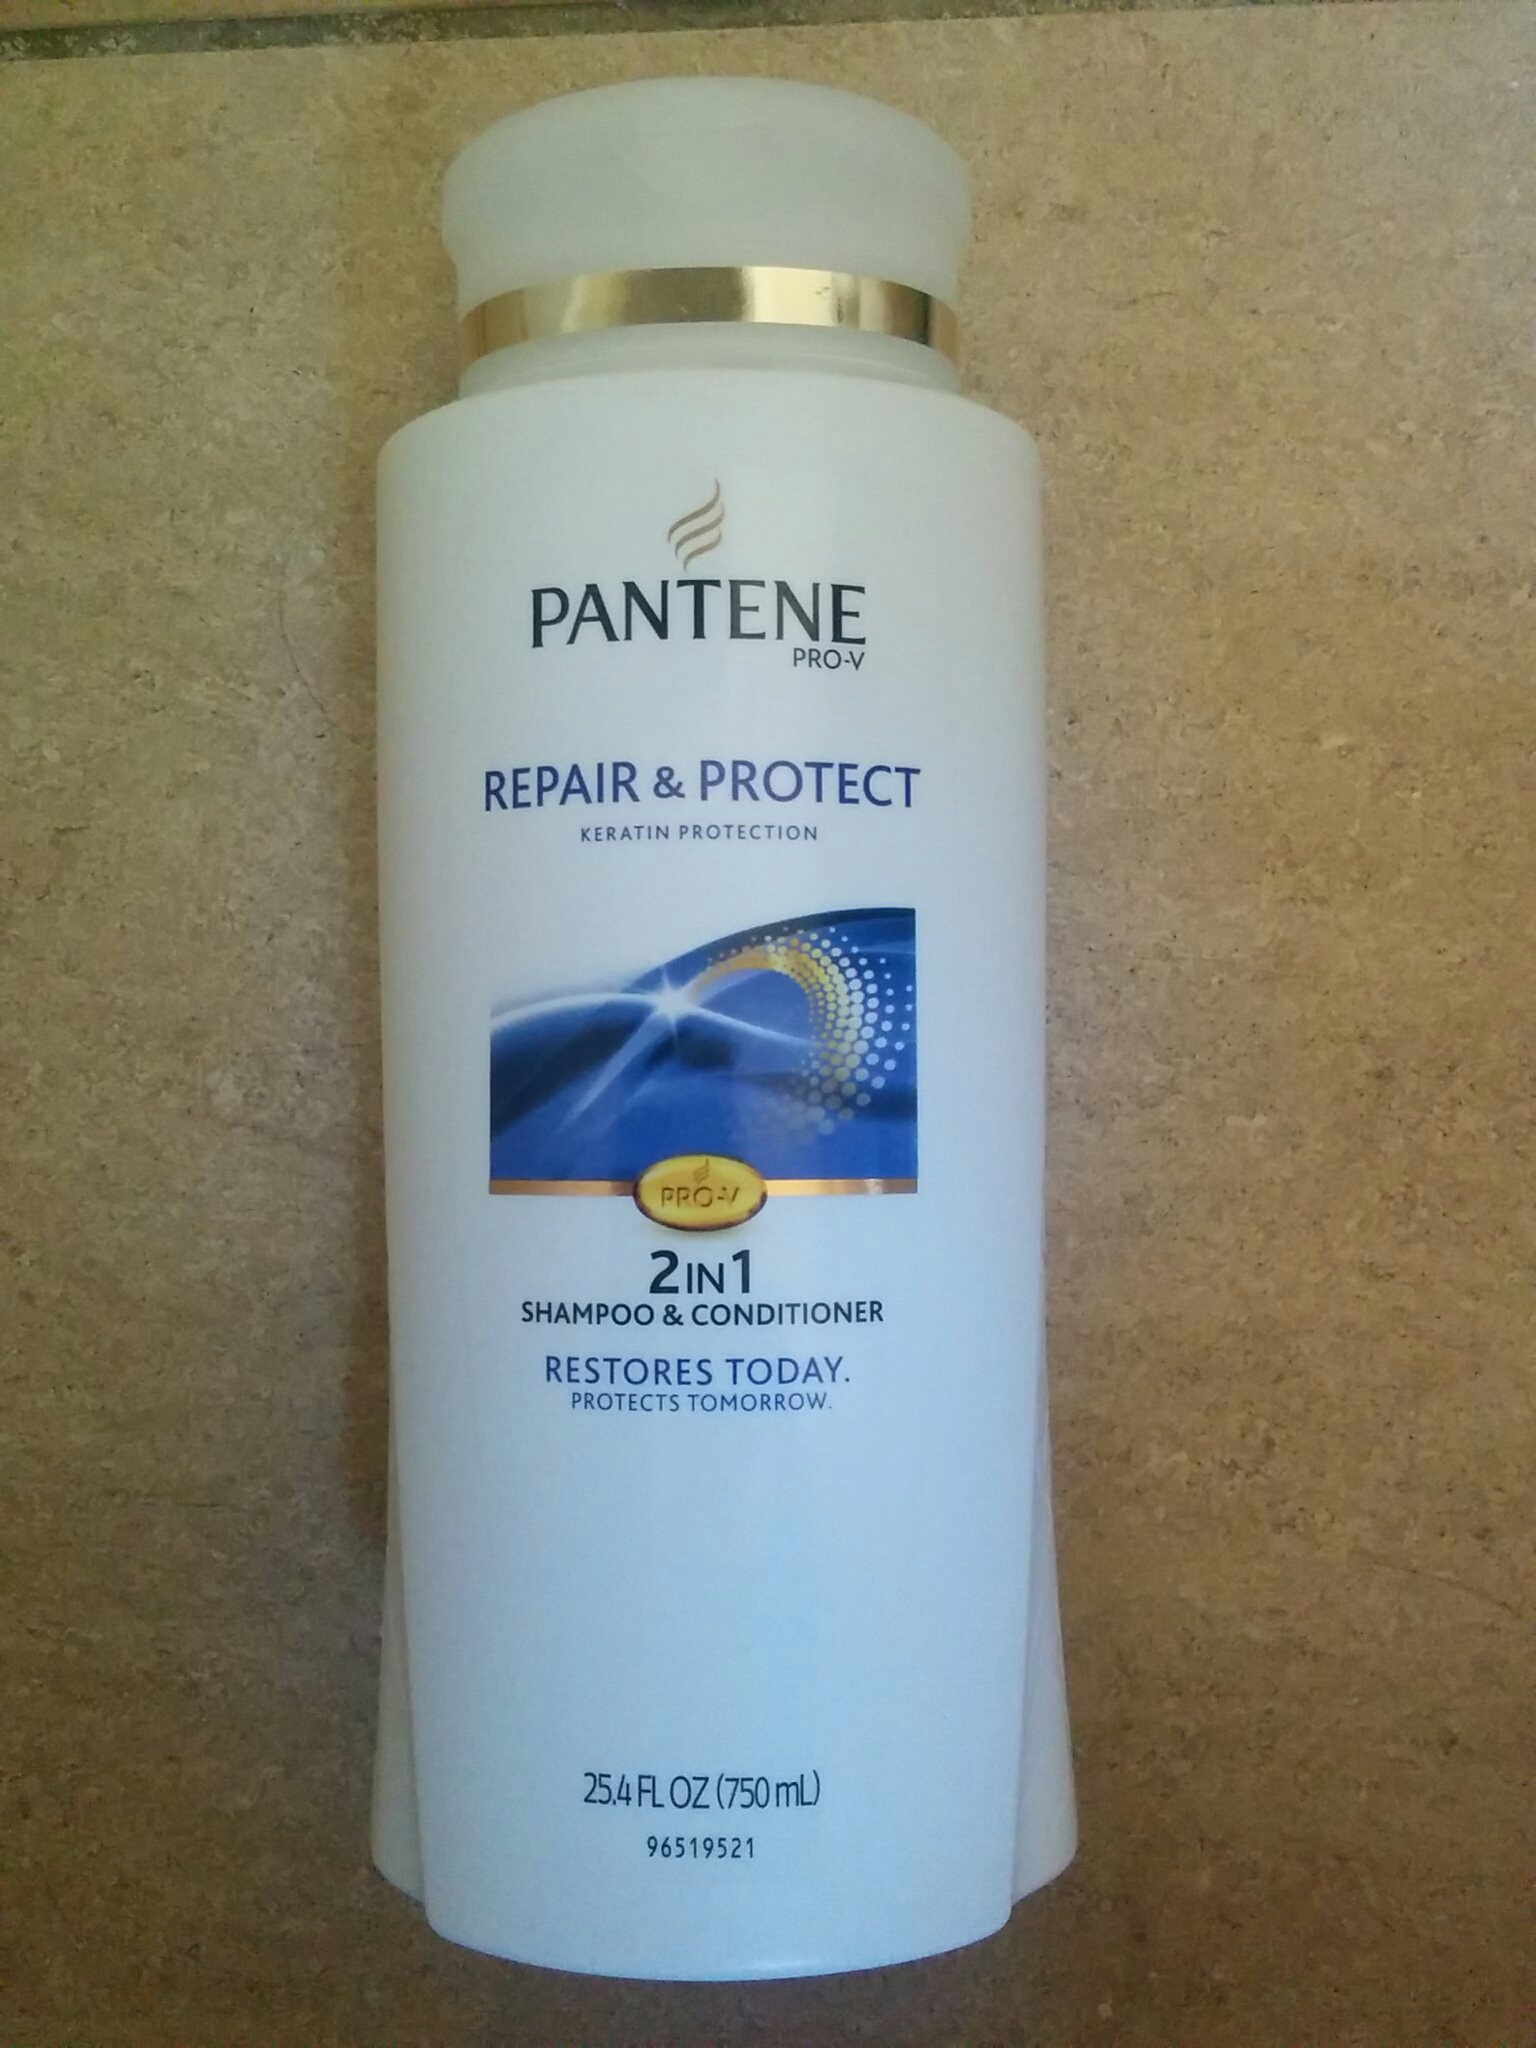 PANTENE
PRO-V
REPAIR & PROTECT
KERATIN PROTECTION
PRO-V
2IN1
SHAMPOO & CONDITIONER
RESTORES TODAY.
PROTECTS TOMORROW.
25.4 FL OZ (750 mL)
96519521